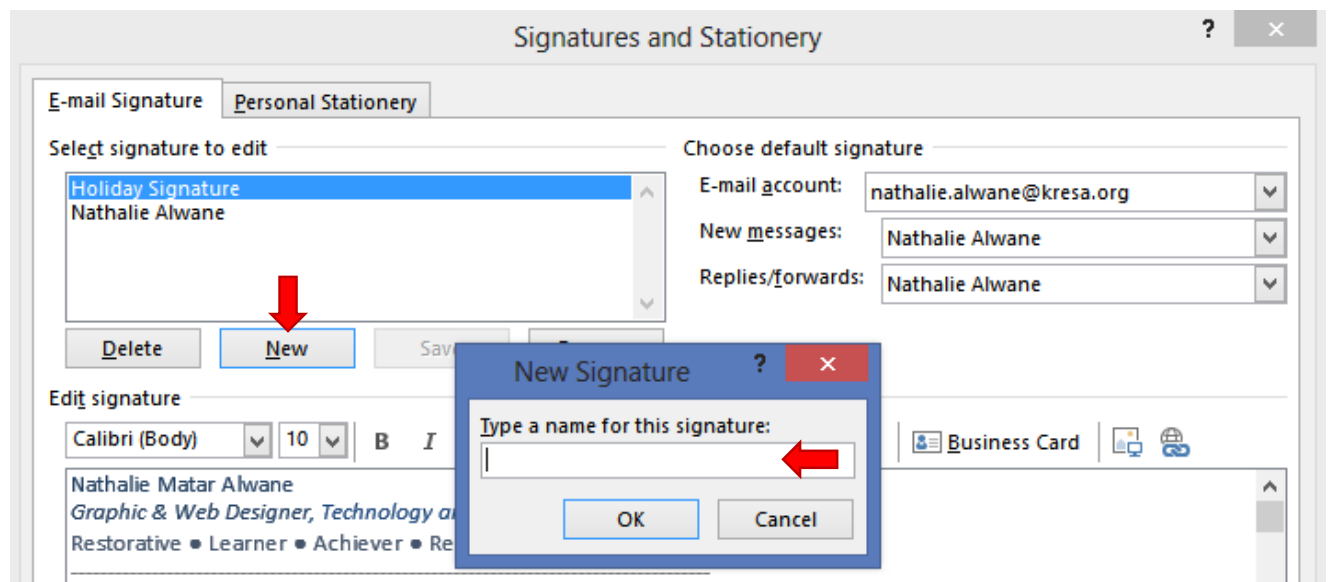 Signatures and Stationery ? ×
E-mail Signature Personal Stationery
Select signature to edit
Holiday Signature
Nathalie Alwane
Choose default signature
E-mail account: nathalie.alwane@kresa.org
New messages: Nathalie Alwane
Replies/forwards: Nathalie Alwane
Delete New Sav
New Signature ? ×
Type a name for this signature:
OK Cancel
Edit signature
Calibri (Body) 10 B I Business Card
Nathalie Matar Alwane
Graphic & Web Designer, Technology a
Restorative ● Learner ● Achiever ● Re